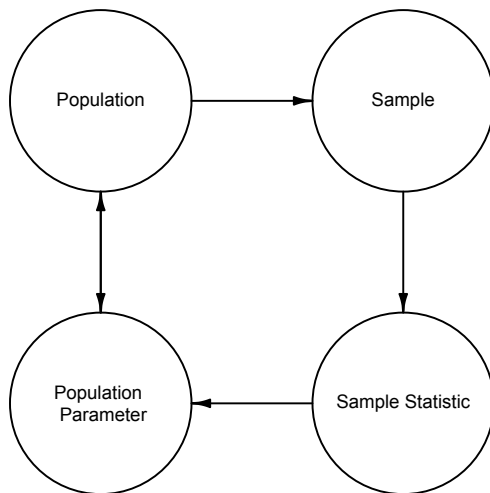 Population
Sample
Population
Parameter
Sample Statistic